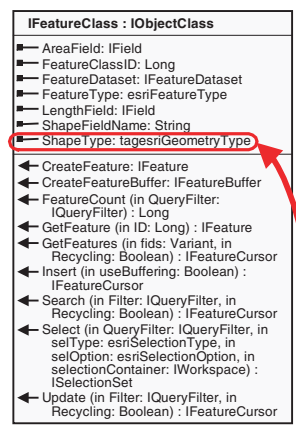 IFeatureClass : IObjectClass
AreaField: IField
FeatureClassID: Long
FeatureDataset: IFeatureDataset
FeatureType: esriFeatureType
LengthField: IField
ShapeFieldName: String
ShapeType: tagesriGeometryType
CreateFeature: IFeature
CreateFeatureBuffer: IFeatureBuffer
FeatureCount (in QueryFilter:
IQueryFilter) : Long
GetFeature (in ID: Long) : IFeature
GetFeatures (in fids: Variant, in
Recycling: Boolean) : IFeatureCursor
Insert (in useBuffering: Boolean) :
IFeatureCursor
Search (in Filter: IQueryFilter, in
Recycling: Boolean) : IFeatureCursor
Select (in QueryFilter: IQueryFilter, in
selType: esriSelectionType, in
selOption: esriSelectionOption, in
selectionContainer: IWorkspace) :
ISelectionSet
Update (in Filter: IQueryFilter, in
Recycling: Boolean) : IFeatureCursor